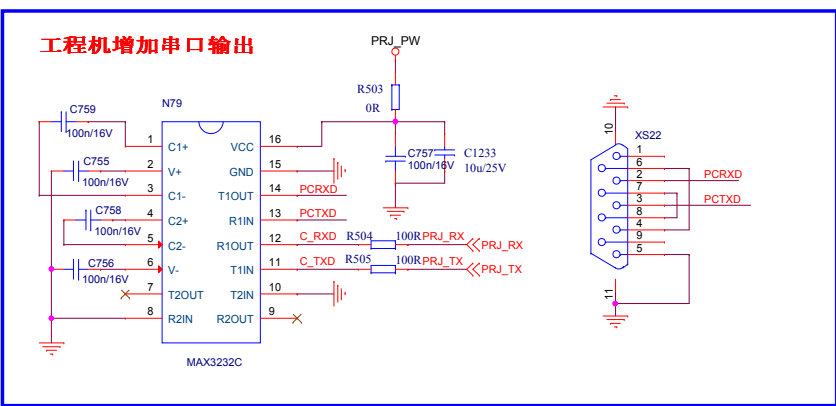 工程机增加串口输出
PRJ_PW
R503
0R
C759
100n/16V
N79
C757
100n/16V
C1233
10u/25V
XS22
1 C1+ VCC 16
C755
100n/16V
2 V+ GND 15
3 C1- T1OUT 14 PCRXD
C758
100n/16V
4 C2+ R1IN 13 PCTXD
5 C2- R1OUT 12 C_RXD R504 100R PRJ_RX PRJ_RX
C756
100n/16V
6 V- T1IN 11 C_TXD R505 100R PRJ_TX PRJ_TX
7 T2OUT T2IN 10
8 R2IN R2OUT 9
MAX3232C
10
1
6
2 PCRXD
7
3 PCTXD
8
4
9
5
11